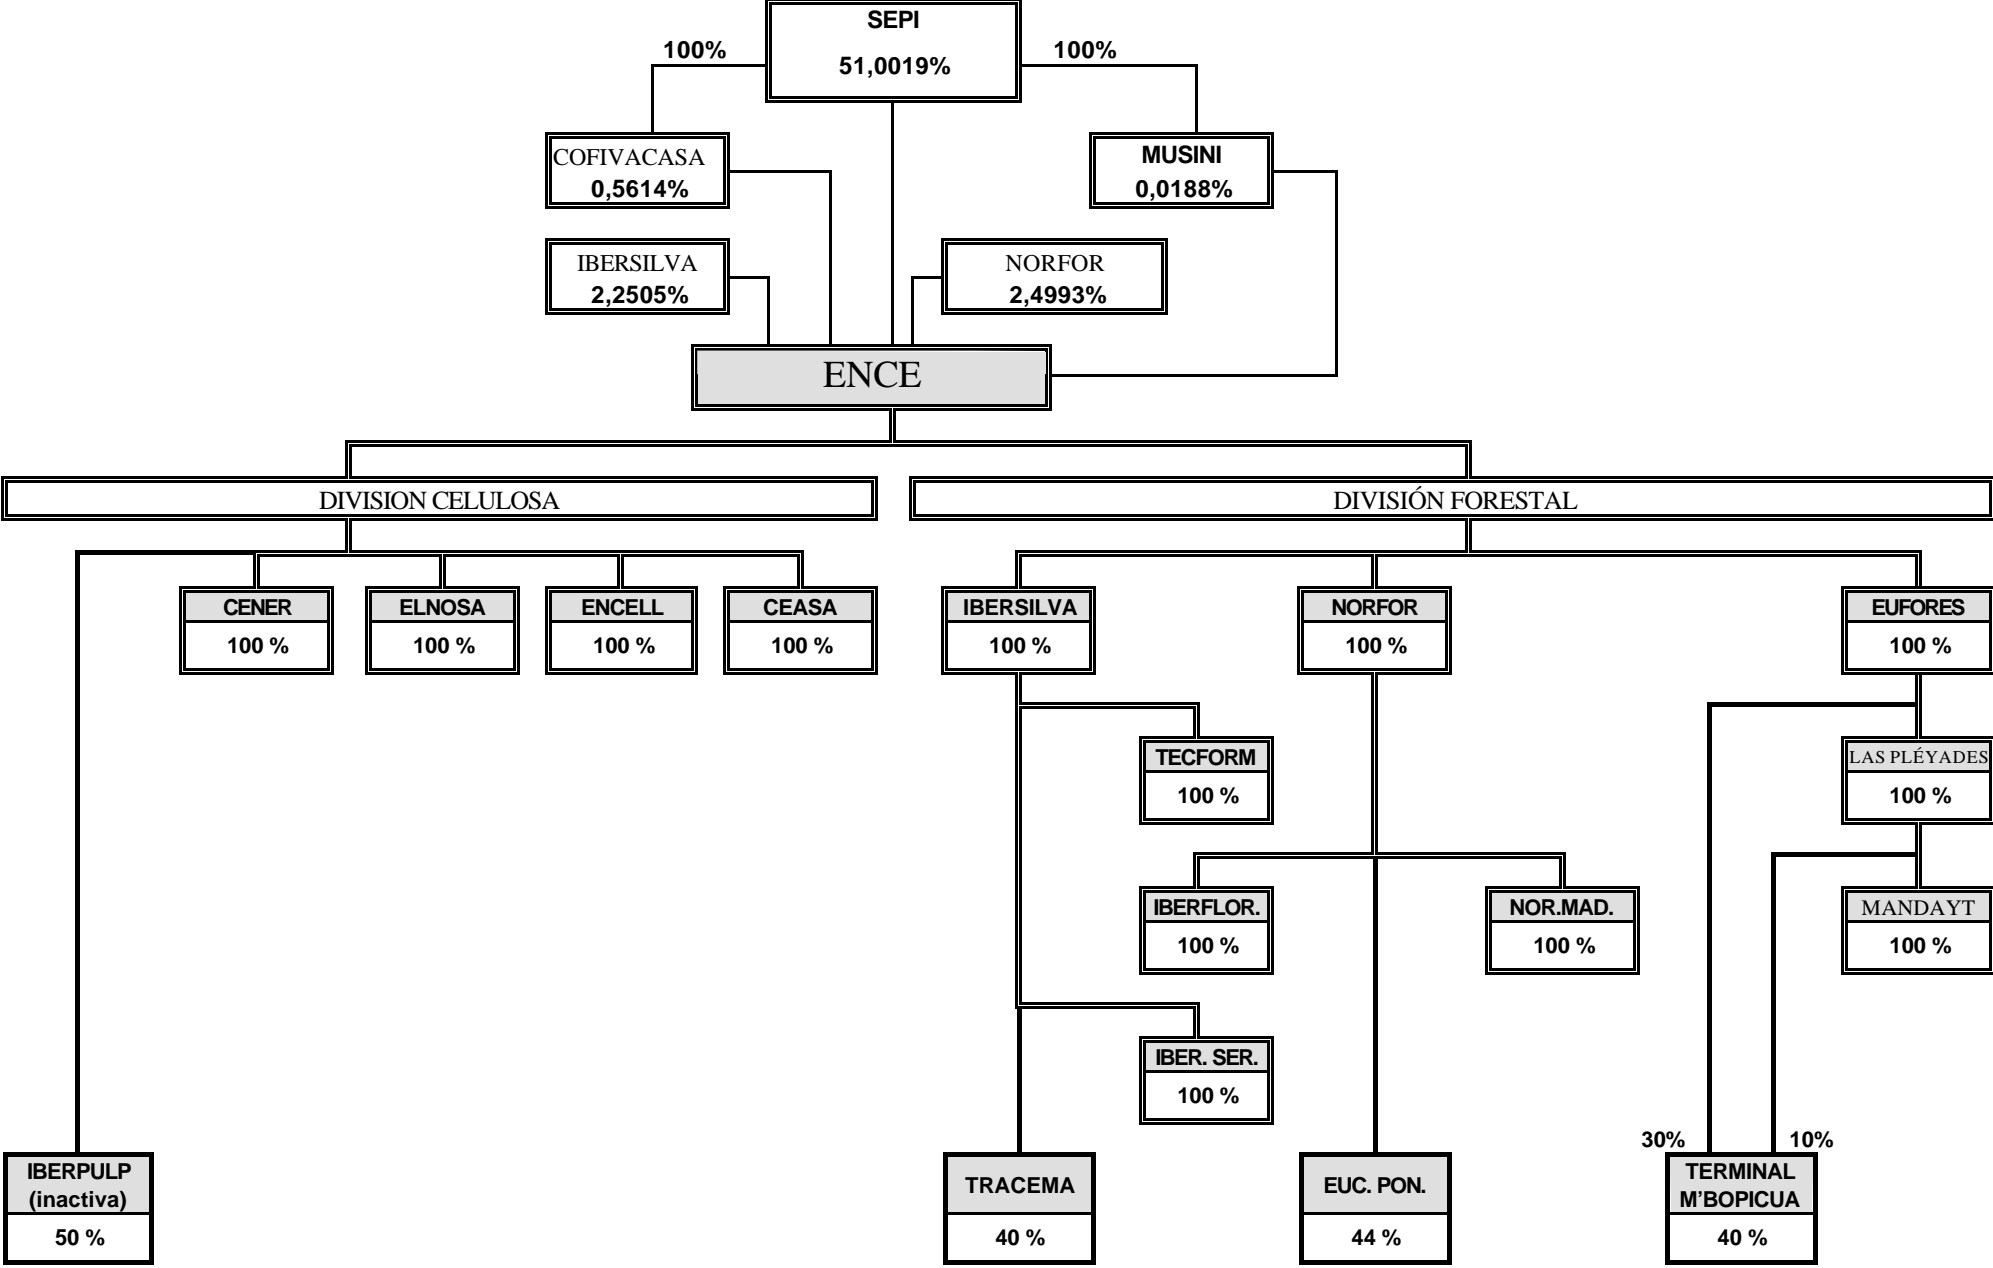 SEPI
51,0019%
100%
100%
COFIVACASA
0,5614%
MUSINI
0,0188%
IBERSILVA
2,2505%
NORFOR
2,4993%
ENCE
DIVISION CELULOSA
DIVISIÓN FORESTAL
CENER
100 %
ELNOSA
100 %
ENCELL
100 %
CEASA
100 %
IBERSILVA
100 %
NORFOR
100 %
EUFORES
100 %
TECFORM
100 %
LAS PLÉYADES
100 %
IBERFLOR.
100 %
NOR.MAD.
100 %
MANDAYT
100 %
IBER. SER.
100 %
30%
10%
IBERPULP
(inactiva)
50 %
TRACEMA
40 %
EUC. PON.
44 %
TERMINAL
M’BOPICUA
40 %